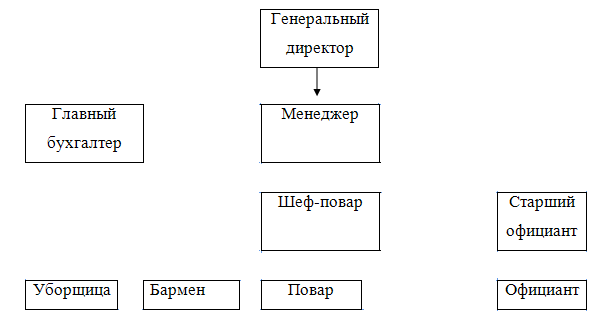 Генеральный
директор
Главный
бухгалтер
Менеджер
Шеф-повар
Старший
официант
Уборщица
Бармен
Повар
Официант